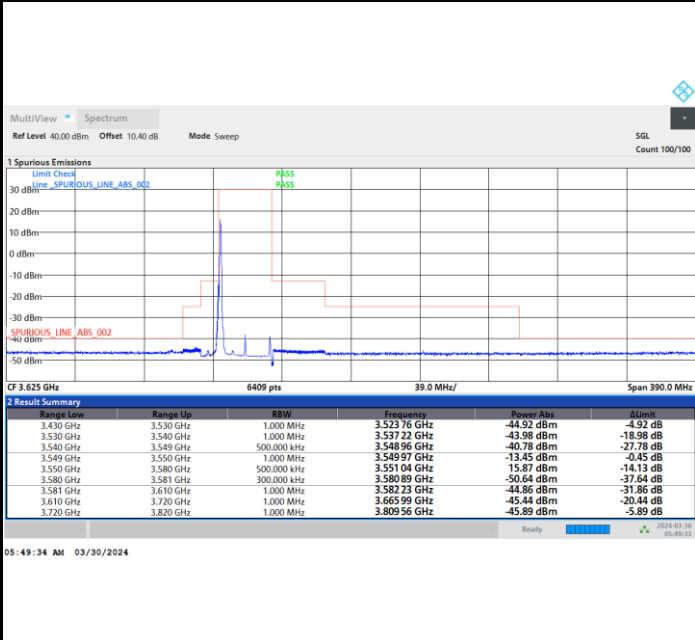 MultiView Spectrum
Ref Level 40.00 dBm Offset 10.40 dB Mode Sweep SGL
Count 100/100
1 Spurious Emissions
Limit Check PASS
Line _SPURIOUS_LINE_ABS_002 PASS
30 dBm
20 dBm
10 dBm
0 dBm
-10 dBm
-20 dBm
-30 dBm
_SPURIOUS_LINE_ABS_002
-40 dBm
-50 dBm
CF 3.625 GHz 6409 pts 39.0 MHz/ Span 390.0 MHz
2 Result Summary
Range Low Range Up RBW Frequency Power Abs ΔLimit
3.430 GHz 3.530 GHz 1.000 MHz 3.523 76 GHz -44.92 dBm -4.92 dB
3.530 GHz 3.540 GHz 1.000 MHz 3.537 22 GHz -43.98 dBm -18.98 dB
3.540 GHz 3.549 GHz 500.000 kHz 3.548 96 GHz -40.78 dBm -27.78 dB
3.549 GHz 3.550 GHz 1.000 MHz 3.549 97 GHz -13.45 dBm -0.45 dB
3.550 GHz 3.580 GHz 500.000 kHz 3.551 04 GHz 15.87 dBm -14.13 dB
3.580 GHz 3.581 GHz 300.000 kHz 3.580 89 GHz -50.64 dBm -37.64 dB
3.581 GHz 3.610 GHz 1.000 MHz 3.582 23 GHz -44.86 dBm -31.86 dB
3.610 GHz 3.720 GHz 1.000 MHz 3.665 99 GHz -45.44 dBm -20.44 dB
3.720 GHz 3.820 GHz 1.000 MHz 3.809 56 GHz -45.89 dBm -5.89 dB
Ready 2024-03-30
05:49:33
05:49:34 AM 03/30/2024